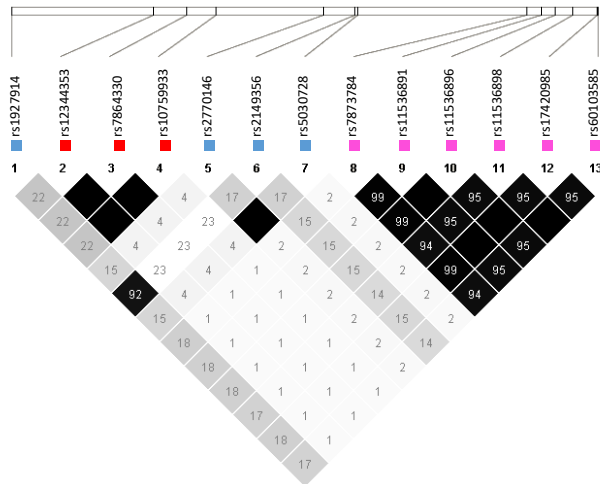 rs1927914
rs12344353
rs7864330
rs10759933
rs2770146
rs2149356
rs5030728
rs7873784
rs11536891
rs11536896
rs11536898
rs17420985
rs60103585
1 2 3 4 5 6 7 8 9 10 11 12 13
22 4 17 17 2 99 95 95
22 4 23 15 2 99 95
22 4 23 4 2 15 2 94 95
15 23 4 1 2 15 2 99 95
92 4 1 1 2 14 2 94
15 1 1 1 2 15 2
18 1 1 1 2 14
18 1 1 1 2
18 1 1 1
17 1 1
18 1
17